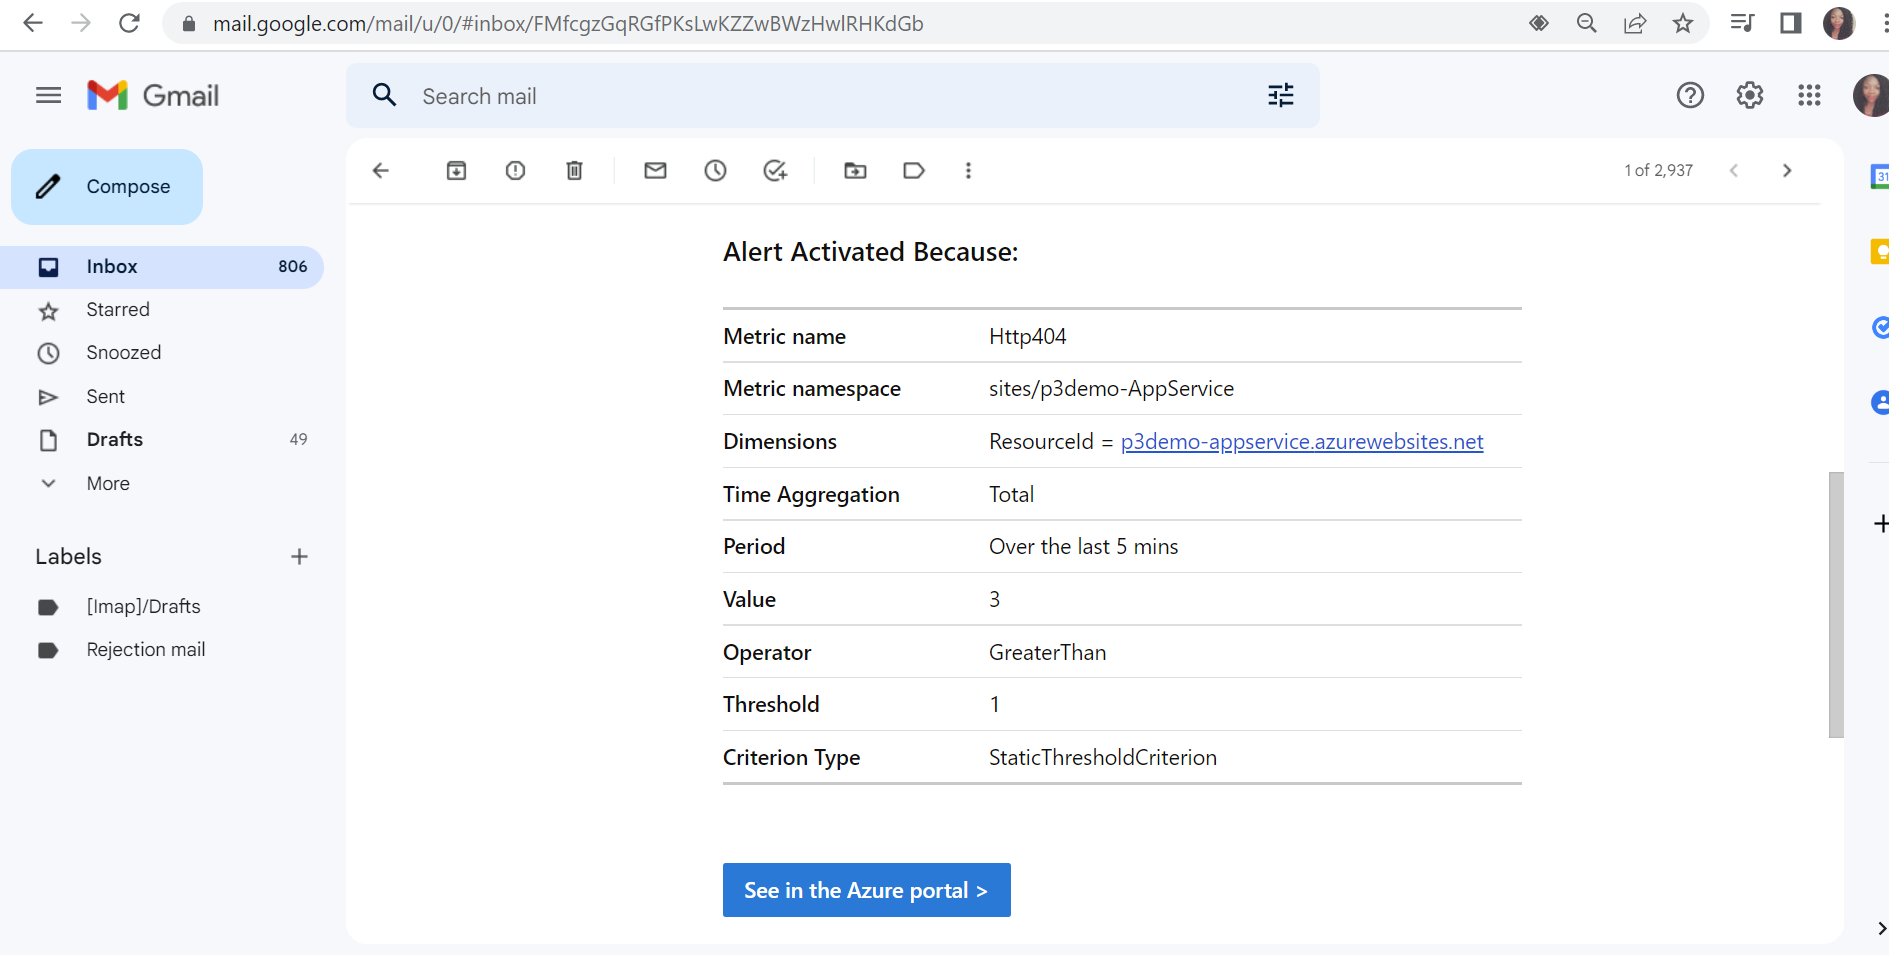 mail.google.com/mail/u/0/#inbox/FMfcgzGqRGfPKsLwKZZwBWzHwlRHKdGb
Gmail
Search mail
Compose
1 of 2,937
31
Inbox 806
Starred
Snoozed
Sent
Drafts 49
More
Labels
[Imap]/Drafts
Rejection mail
Alert Activated Because:
Metric name Http404
Metric namespace sites/p3demo-AppService
Dimensions ResourceId = p3demo-appservice.azurewebsites.net
Time Aggregation Total
Period Over the last 5 mins
Value 3
Operator GreaterThan
Threshold 1
Criterion Type StaticThresholdCriterion
See in the Azure portal >